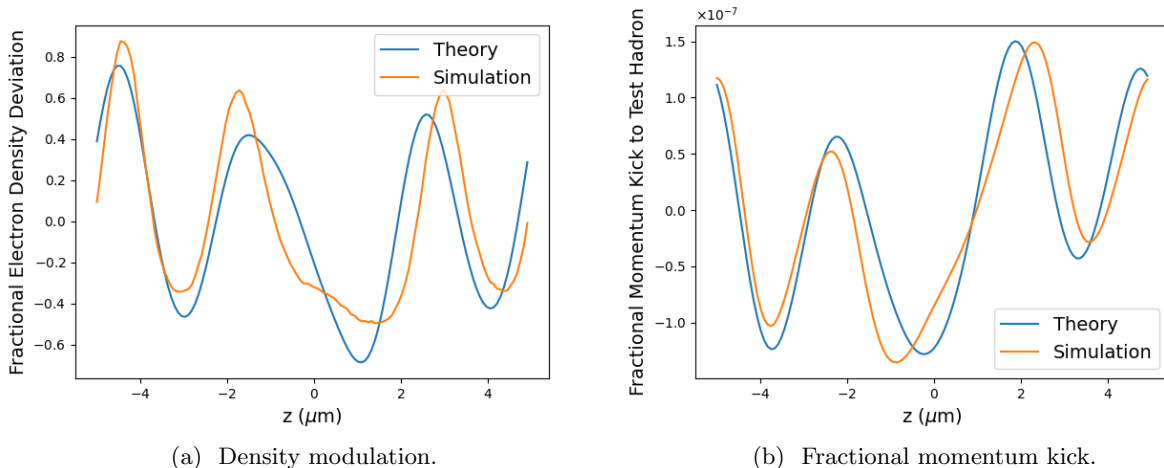 Fractional Electron Density Deviation
0.8
0.6
0.4
0.2
0.0
−0.2
−0.4
−0.6
−4
−2
0
2
4
z (μm)
Theory
Simulation
(a) Density modulation.
Fractional Momentum Kick to Test Hadron
×10⁻⁷
1.5
1.0
0.5
0.0
−0.5
−1.0
−4
−2
0
2
4
z (μm)
Theory
Simulation
(b) Fractional momentum kick.